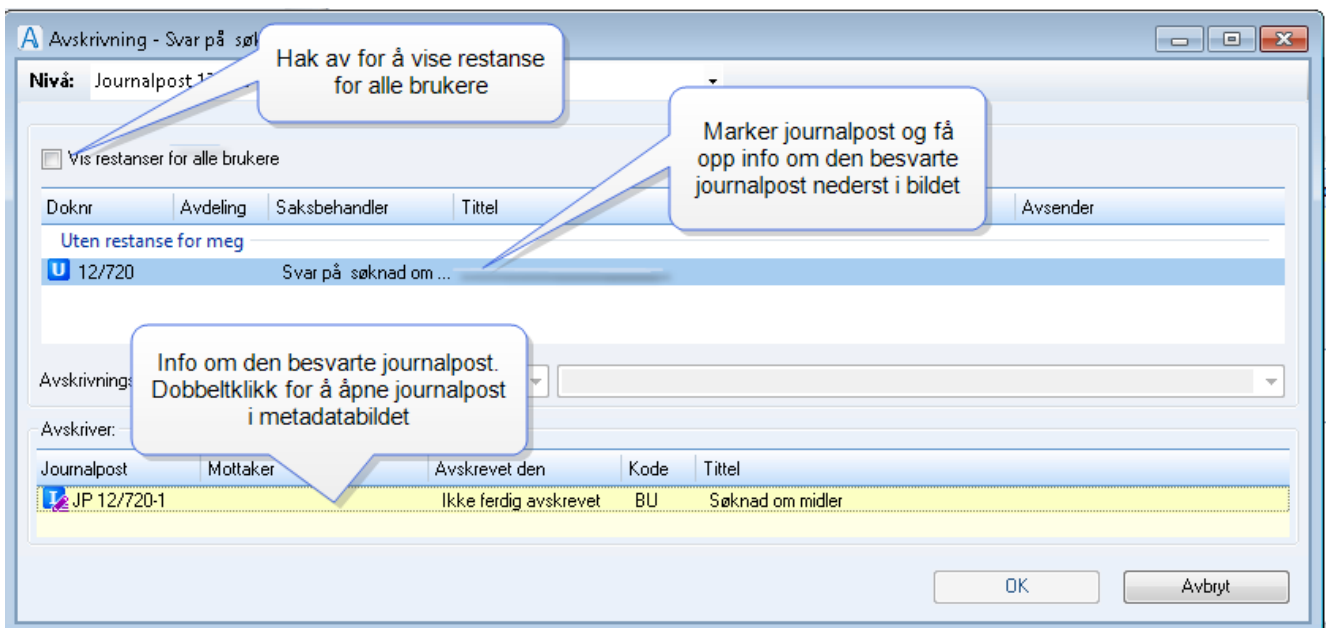 Avskrivning - Svar på søk
Hak av for å vise restanse
for alle brukere
Nivå: Journalpost
Marker journalpost og få
opp info om den besvarte
journalpost nederst i bildet
Vis restanser for alle brukere
Doknr Avdeling Saksbehandler Tittel Avsender
Uten restanse for meg
U 12/720 Svar på søknad om ...
Info om den besvarte journalpost.
Dobbeltklikk for å åpne journalpost
i metadatabildet
Avskrivnings
Avskriver:
Journalpost Mottaker Avskrevet den Kode Tittel
I JP 12/720-1 Ikke ferdig avskrevet BU Søknad om midler
OK Avbryt